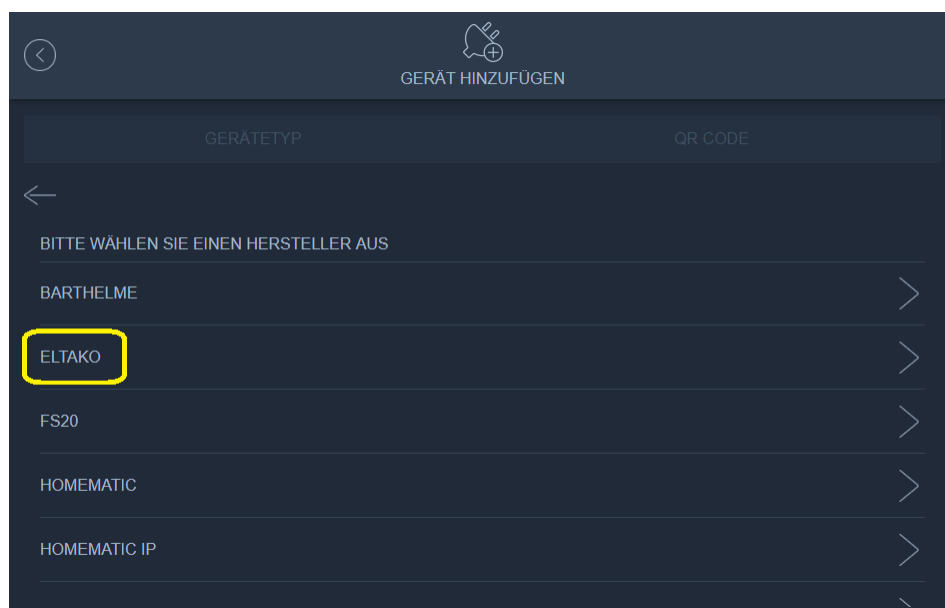 GERÄT HINZUFÜGEN
GERÄTETYP QR CODE
BITTE WÄHLEN SIE EINEN HERSTELLER AUS
BARTHELME
ELTAKO
FS20
HOMEMATIC
HOMEMATIC IP